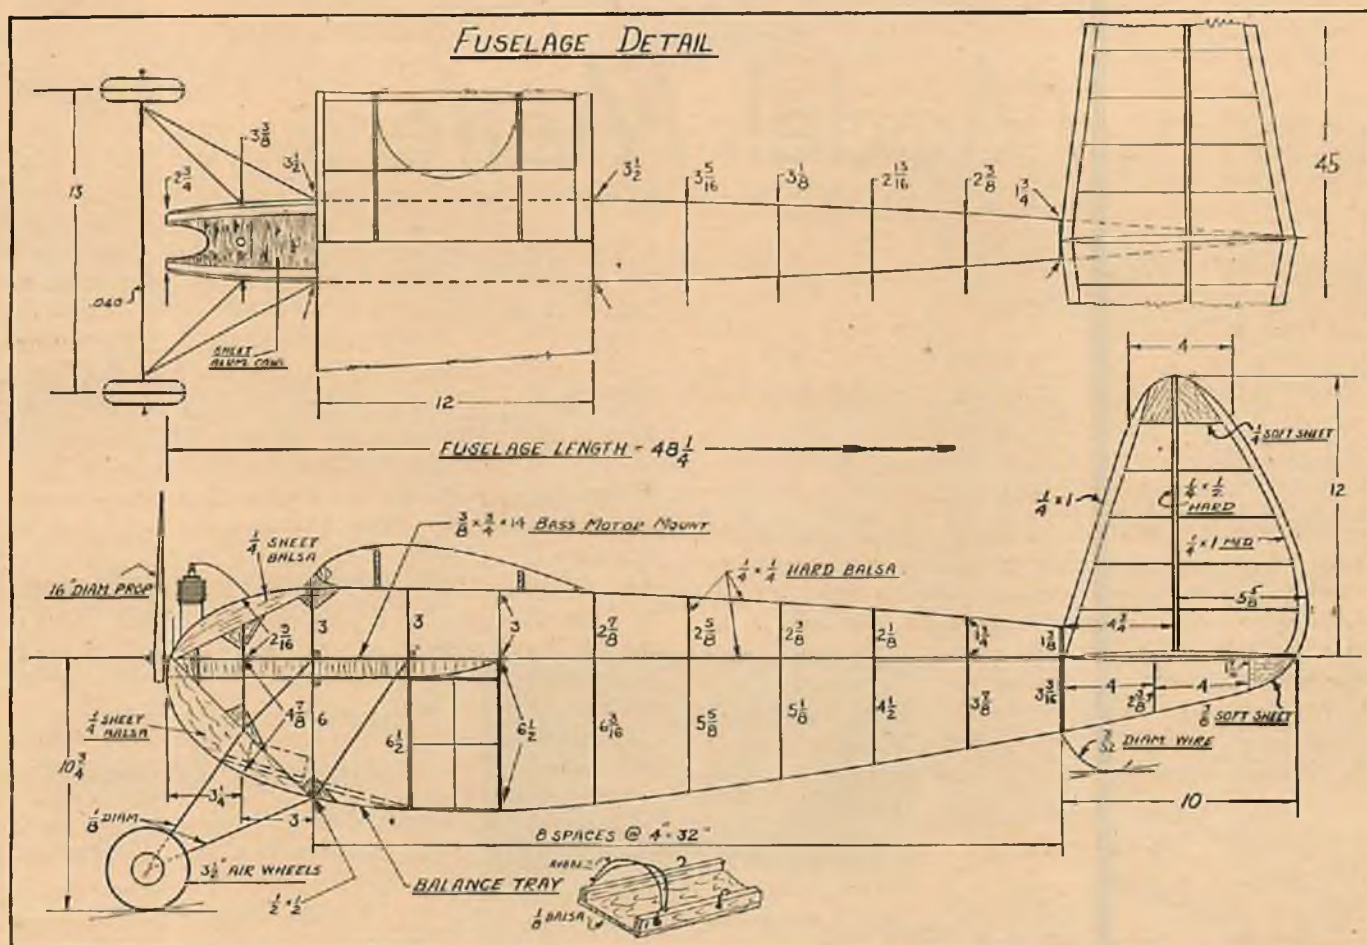 FUSELAGE DETAIL
13
2 3/4
3 3/8
3 1/2
3 1/2
3 5/16
3 1/8
2 13/16
2 3/8
1 3/4
45
.040
SHEET
ALUM. COWL
12
FUSELAGE LENGTH - 48 1/4
4
1/4 SOFT SHEET
12
1/4 × 1
1/4 × 1/2
HARD
1/4 × 1 MED
5 5/8
4 3/4
3/8 × 3/4 × 14 BASS MOTOR MOUNT
1/4 SHEET
BALSA
16" DIAM PROP
1/4 × 1/4 HARD BALSA
2 3/16
3
3
3
2 7/8
2 5/8
2 3/8
2 1/8
1 3/4
1 3/8
4 7/8
6
6 1/2
6 1/2
6 3/16
5 5/8
5 1/8
4 1/2
3 7/8
3 3/16
4
2 3/8
4
3/8 SOFT SHEET
3/32 DIAM WIRE
10
1/4 SHEET
BALSA
10 3/4
3 1/4
3
1/8 DIAM
8 SPACES @ 4"=32"
3 1/2" AIR WHEELS
1/2 × 1/2
BALANCE TRAY
1/8 BALSA